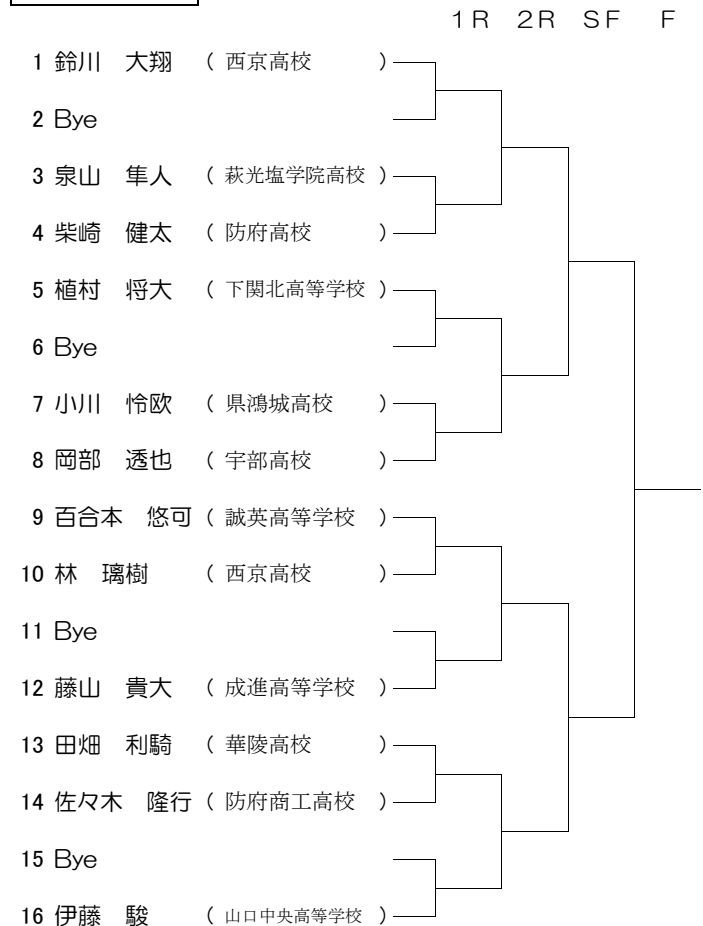 １Ｒ　２Ｒ　ＳＦ　Ｆ
1 鈴川　大翔　( 西京高校 )
2 Bye
3 泉山　隼人　( 萩光塩学院高校 )
4 柴崎　健太　( 防府高校 )
5 植村　将大　( 下関北高等学校 )
6 Bye
7 小川　怜欧　( 県鴻城高校 )
8 岡部　透也　( 宇部高校 )
9 百合本　悠可 ( 誠英高等学校 )
10 林　璃樹　( 西京高校 )
11 Bye
12 藤山　貴大　( 成進高等学校 )
13 田畑　利騎　( 華陵高校 )
14 佐々木　隆行 ( 防府商工高校 )
15 Bye
16 伊藤　駿　( 山口中央高等学校 )